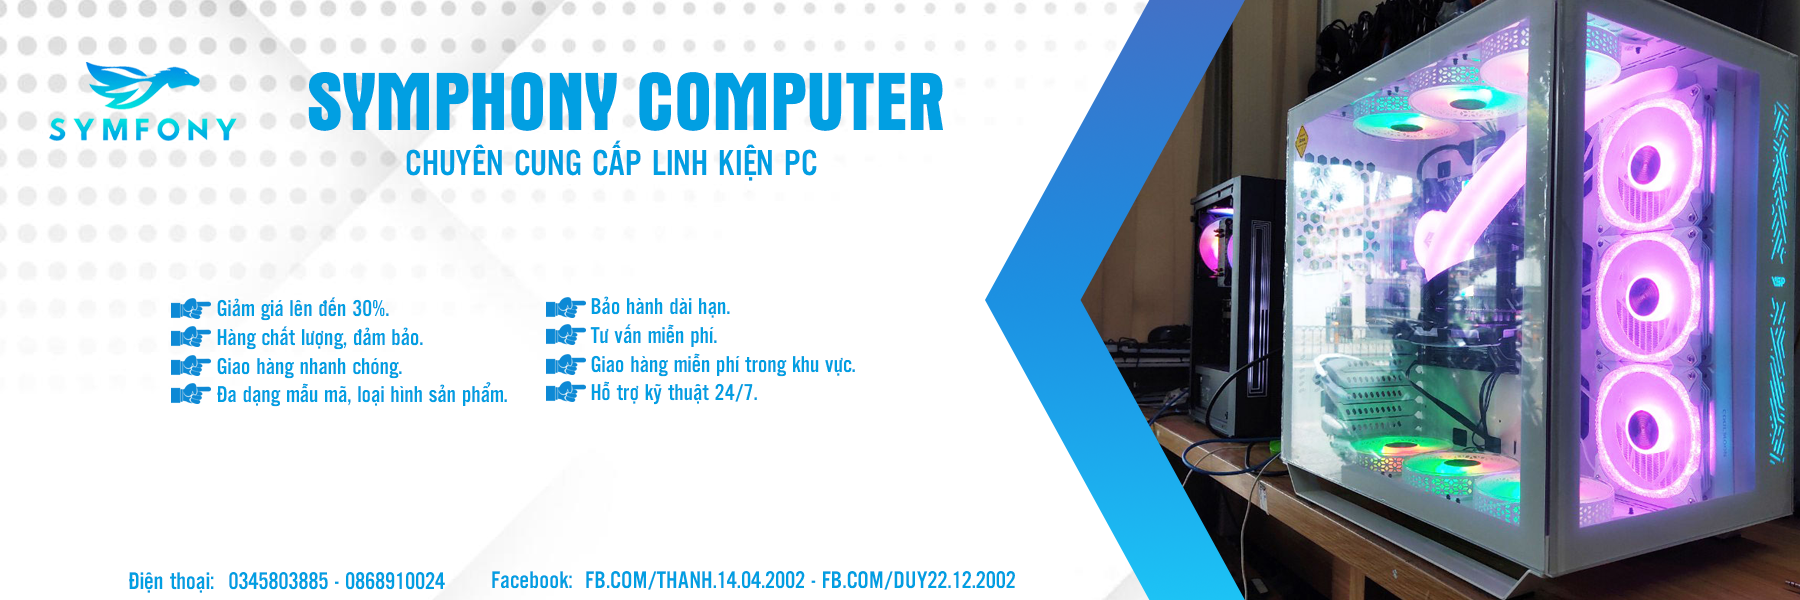 SYMFONY
SYMPHONY COMPUTER
CHUYÊN CUNG CẤP LINH KIỆN PC
Giảm giá lên đến 30%.
Hàng chất lượng, đảm bảo.
Giao hàng nhanh chóng.
Đa dạng mẫu mã, loại hình sản phẩm.
Bảo hành dài hạn.
Tư vấn miễn phí.
Giao hàng miễn phí trong khu vực.
Hỗ trợ kỹ thuật 24/7.
Điện thoại: 0345803885 - 0868910024
Facebook: FB.COM/THANH.14.04.2002 - FB.COM/DUY22.12.2002
VSP